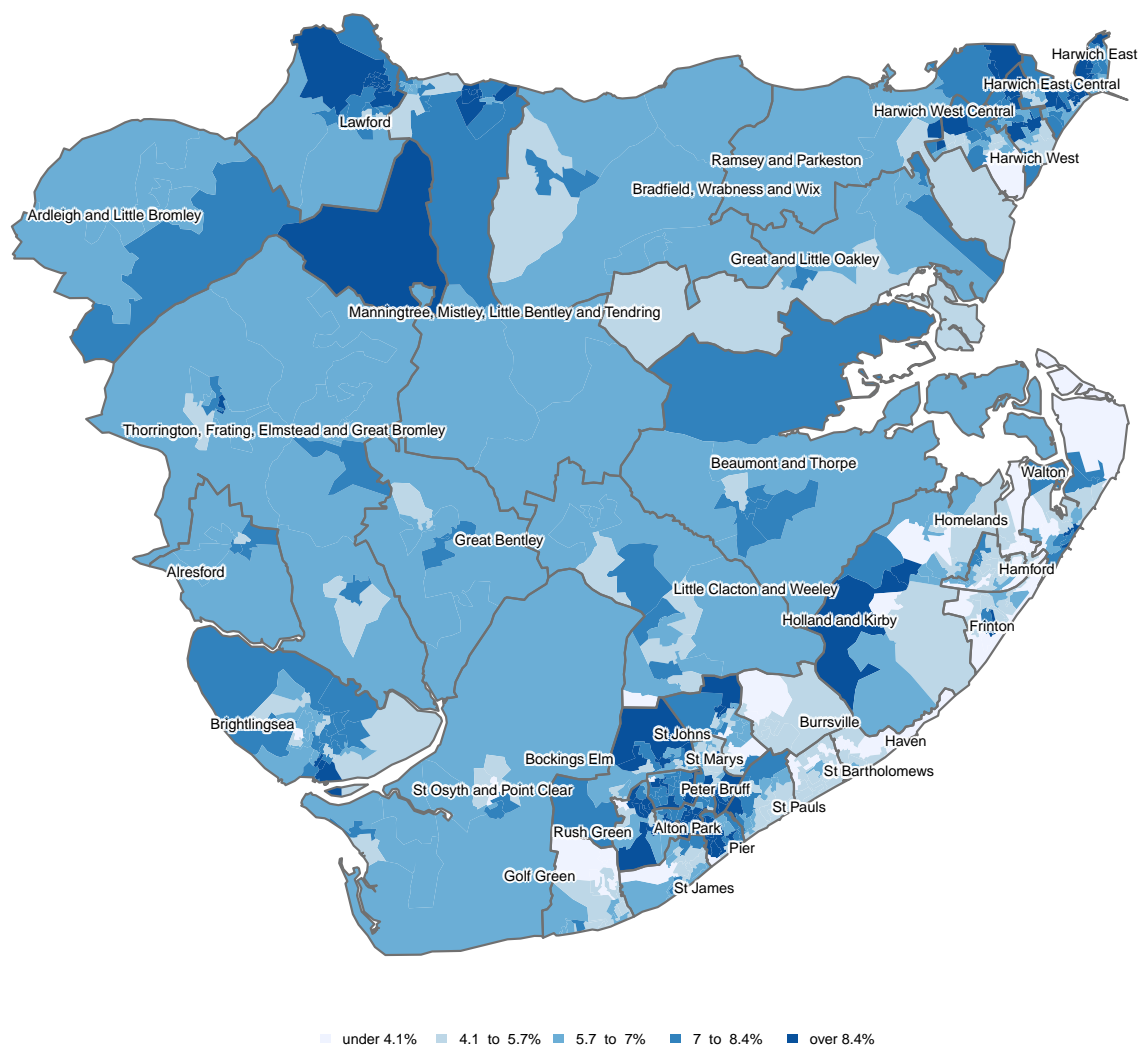 Harwich East
Harwich East Central
Harwich West Central
Lawford
Harwich West
Ramsey and Parkeston
Bradfield, Wrabness and Wix
Ardleigh and Little Bromley
Great and Little Oakley
Manningtree, Mistley, Little Bentley and Tendring
Thorrington, Frating, Elmstead and Great Bromley
Beaumont and Thorpe
Walton
Homelands
Great Bentley
Alresford
Hamford
Little Clacton and Weeley
Holland and Kirby
Frinton
Brightlingsea
Burrsville
St Johns
Haven
Bockings Elm
St Marys
St Bartholomews
St Osyth and Point Clear
Peter Bruff
St Pauls
Rush Green
Alton Park
Pier
Golf Green
St James
under 4.1% 4.1 to 5.7% 5.7 to 7% 7 to 8.4% over 8.4%